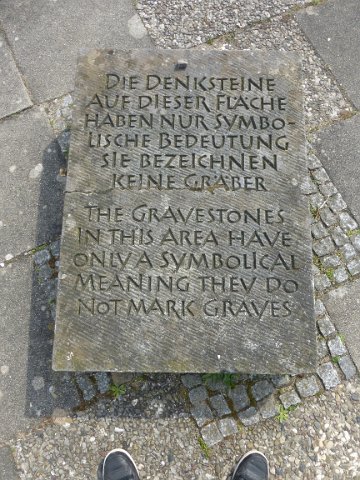 DIE DENKSTEINE
AUF DIESER FLÄCHE
HABEN NUR SYMBO-
LISCHE BEDEUTUNG
SIE BEZEICHNEN
KEINE GRÄBER
THE GRAVESTONES
IN THIS AREA HAVE
ONLY A SYMBOLICAL
MEANING THEY DO
NOT MARK GRAVES